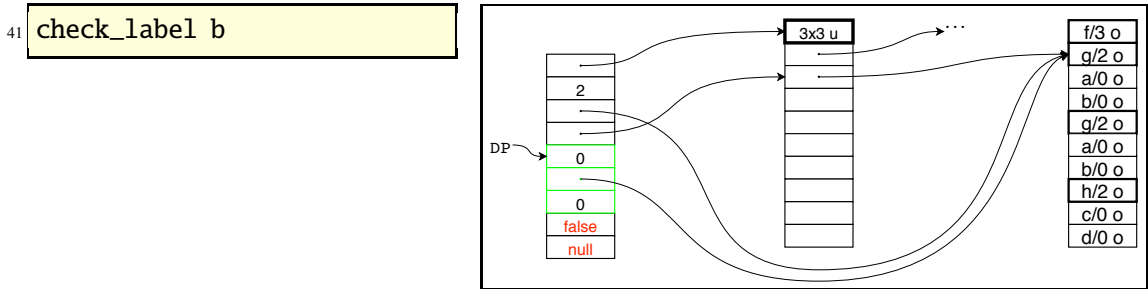 41 check_label b
3x3 u
...
f/3 o
g/2 o
a/0 o
b/0 o
g/2 o
a/0 o
b/0 o
h/2 o
c/0 o
d/0 o
2
DP
0
0
false
null